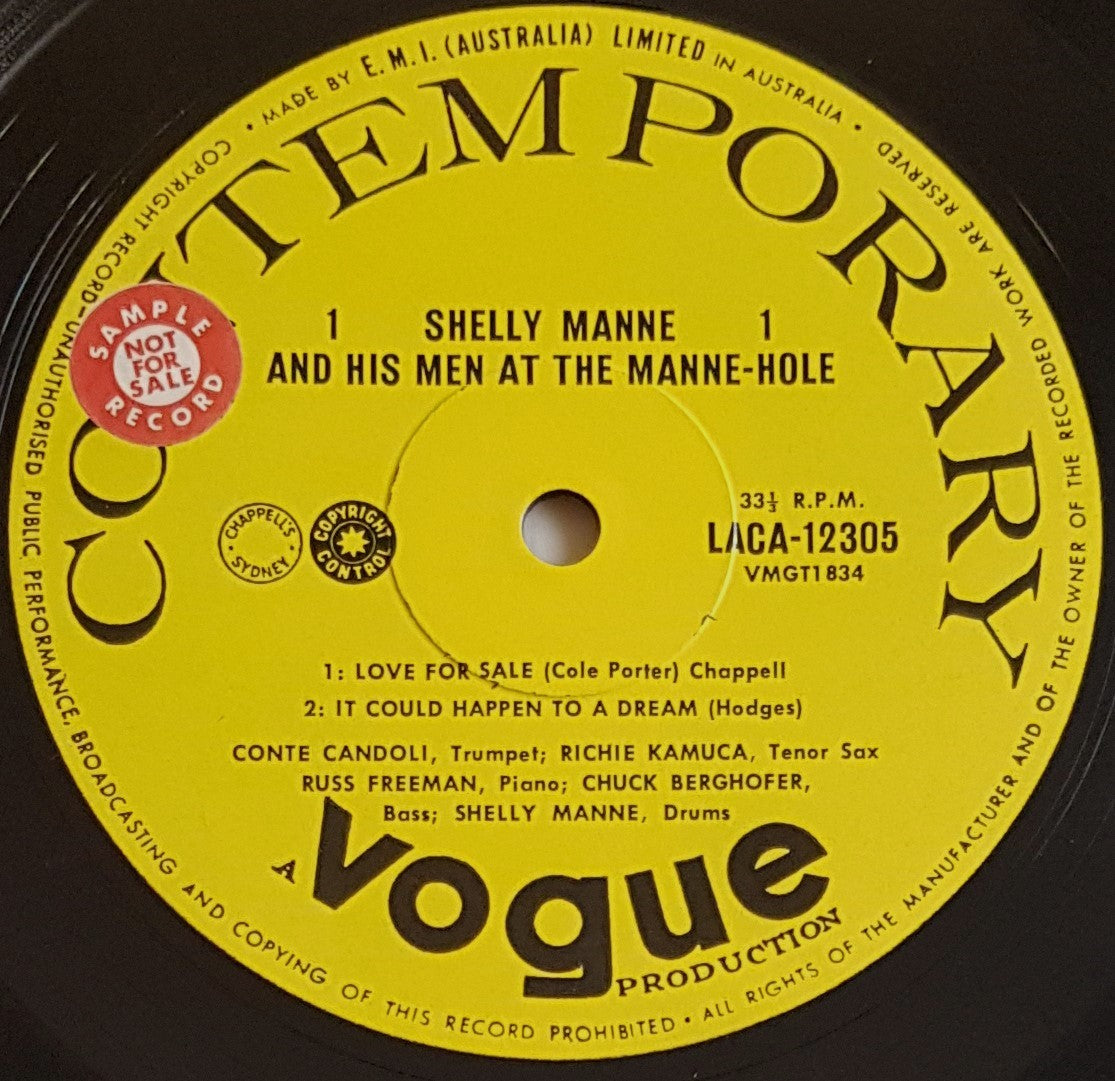 MADE BY E.M.I. (AUSTRALIA) LIMITED IN AUSTRALIA • COPYRIGHT RECORD—UNAUTHORISED PUBLIC PERFORMANCE, BROADCASTING AND COPYING OF THIS RECORD PROHIBITED • ALL RIGHTS OF THE MANUFACTURER AND OF THE OWNER OF THE RECORDED WORK ARE RESERVED •
CONTEMPORARY
SAMPLE
NOT
FOR
SALE
RECORD
1 SHELLY MANNE 1
AND HIS MEN AT THE MANNE-HOLE
CHAPPELL'S
• SYDNEY •
COPYRIGHT
CONTROL
33⅓ R.P.M.
LACA-12305
VMGT1834
1: LOVE FOR SALE (Cole Porter) Chappell
2: IT COULD HAPPEN TO A DREAM (Hodges)
CONTE CANDOLI, Trumpet; RICHIE KAMUCA, Tenor Sax
RUSS FREEMAN, Piano; CHUCK BERGHOFER,
Bass; SHELLY MANNE, Drums
A vogue
PRODUCTION